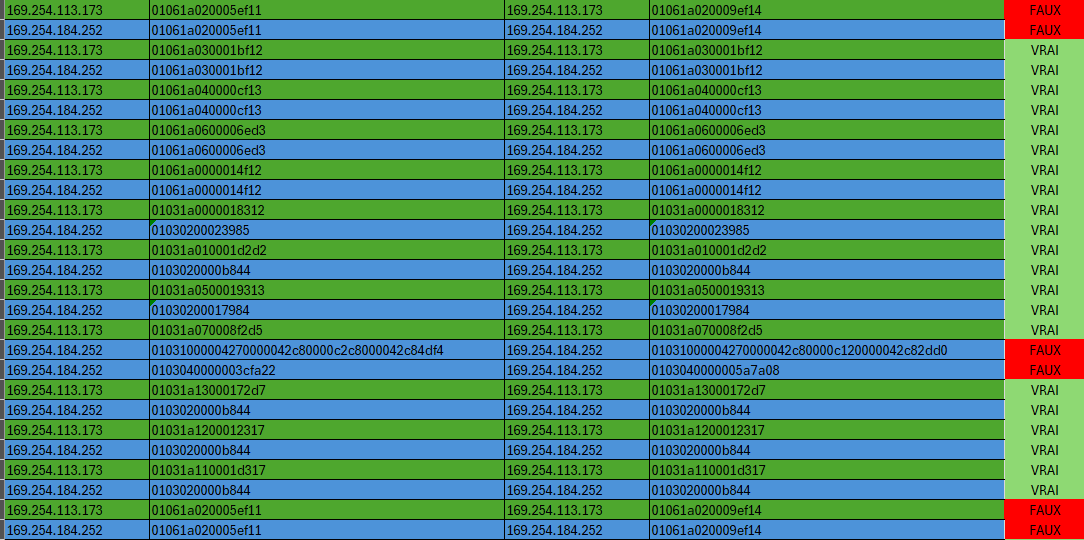 169.254.113.173 01061a020005ef11 169.254.113.173 01061a020009ef14 FAUX
169.254.184.252 01061a020005ef11 169.254.184.252 01061a020009ef14 FAUX
169.254.113.173 01061a030001bf12 169.254.113.173 01061a030001bf12 VRAI
169.254.184.252 01061a030001bf12 169.254.184.252 01061a030001bf12 VRAI
169.254.113.173 01061a040000cf13 169.254.113.173 01061a040000cf13 VRAI
169.254.184.252 01061a040000cf13 169.254.184.252 01061a040000cf13 VRAI
169.254.113.173 01061a0600006ed3 169.254.113.173 01061a0600006ed3 VRAI
169.254.184.252 01061a0600006ed3 169.254.184.252 01061a0600006ed3 VRAI
169.254.113.173 01061a0000014f12 169.254.113.173 01061a0000014f12 VRAI
169.254.184.252 01061a0000014f12 169.254.184.252 01061a0000014f12 VRAI
169.254.113.173 01031a0000018312 169.254.113.173 01031a0000018312 VRAI
169.254.184.252 01030200023985 169.254.184.252 01030200023985 VRAI
169.254.113.173 01031a010001d2d2 169.254.113.173 01031a010001d2d2 VRAI
169.254.184.252 0103020000b844 169.254.184.252 0103020000b844 VRAI
169.254.113.173 01031a0500019313 169.254.113.173 01031a0500019313 VRAI
169.254.184.252 01030200017984 169.254.184.252 01030200017984 VRAI
169.254.113.173 01031a070008f2d5 169.254.113.173 01031a070008f2d5 VRAI
169.254.184.252 01031000004270000042c80000c2c8000042c84df4 169.254.184.252 01031000004270000042c80000c120000042c82dd0 FAUX
169.254.184.252 0103040000003cfa22 169.254.184.252 0103040000005a7a08 FAUX
169.254.113.173 01031a13000172d7 169.254.113.173 01031a13000172d7 VRAI
169.254.184.252 0103020000b844 169.254.184.252 0103020000b844 VRAI
169.254.113.173 01031a1200012317 169.254.113.173 01031a1200012317 VRAI
169.254.184.252 0103020000b844 169.254.184.252 0103020000b844 VRAI
169.254.113.173 01031a110001d317 169.254.113.173 01031a110001d317 VRAI
169.254.184.252 0103020000b844 169.254.184.252 0103020000b844 VRAI
169.254.113.173 01061a020005ef11 169.254.113.173 01061a020009ef14 FAUX
169.254.184.252 01061a020005ef11 169.254.184.252 01061a020009ef14 FAUX